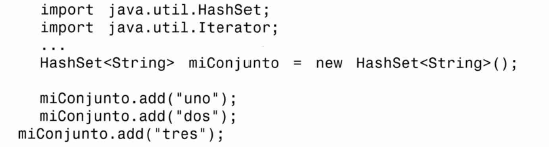 import java.util.HashSet;
import java.util.Iterator;
...
HashSet<String> miConjunto = new HashSet<String>();
miConjunto.add("uno");
miConjunto.add("dos");
miConjunto.add("tres");